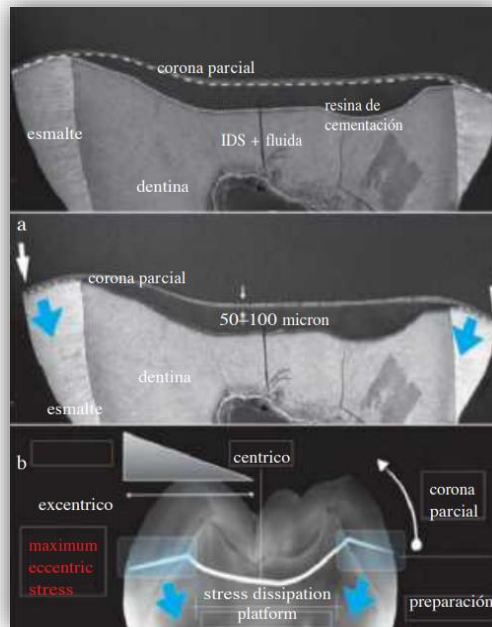 corona parcial
resina de
cementación
esmalte
IDS + fluida
dentina
a
corona parcial
50–100 micron
dentina
esmalte
b
centrico
excentrico
corona
parcial
maximum
eccentric
stress
stress dissipation
platform
preparación